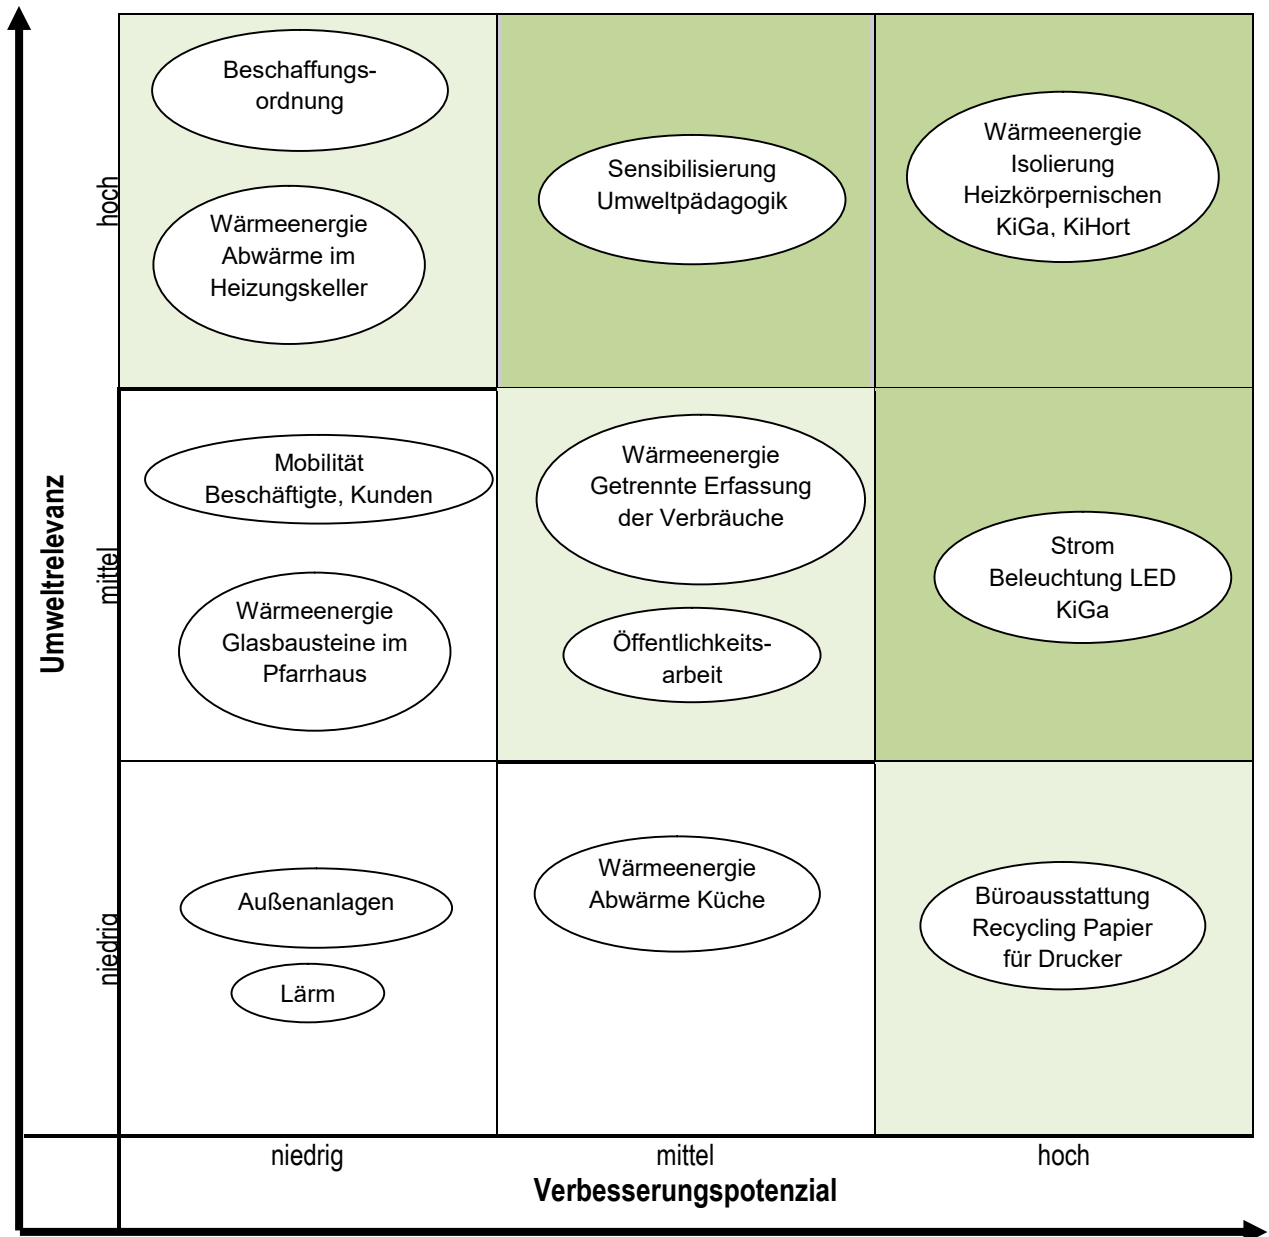 Umweltrelevanz
hoch
Beschaffungs-
ordnung
Wärmeenergie
Abwärme im
Heizungskeller
Sensibilisierung
Umweltpädagogik
Wärmeenergie
Isolierung
Heizkörpernischen
KiGa, KiHort
mittel
Mobilität
Beschäftigte, Kunden
Wärmeenergie
Glasbausteine im
Pfarrhaus
Wärmeenergie
Getrennte Erfassung
der Verbräuche
Öffentlichkeits-
arbeit
Strom
Beleuchtung LED
KiGa
niedrig
Außenanlagen
Lärm
Wärmeenergie
Abwärme Küche
Büroausstattung
Recycling Papier
für Drucker
niedrig
mittel
hoch
Verbesserungspotenzial